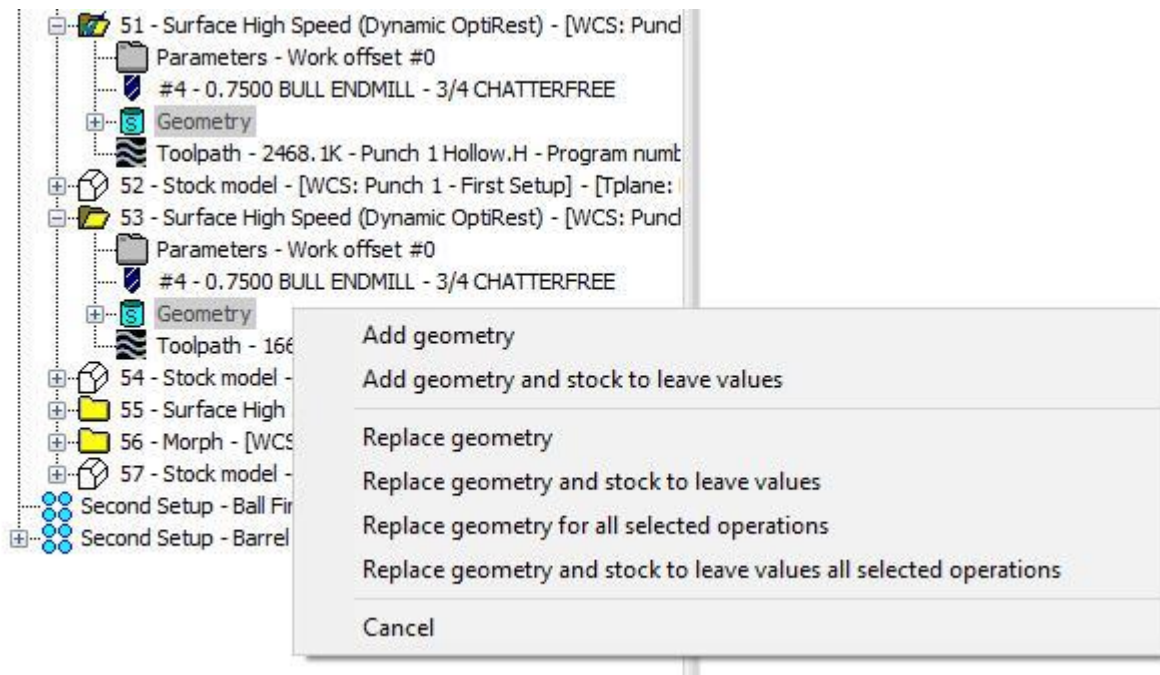 51 - Surface High Speed (Dynamic OptiRest) - [WCS: Punc
Parameters - Work offset #0
#4 - 0.7500 BULL ENDMILL - 3/4 CHATTERFREE
Geometry
Toolpath - 2468.1K - Punch 1 Hollow.H - Program numb
52 - Stock model - [WCS: Punch 1 - First Setup] - [Tplane:
53 - Surface High Speed (Dynamic OptiRest) - [WCS: Punc
Parameters - Work offset #0
#4 - 0.7500 BULL ENDMILL - 3/4 CHATTERFREE
Geometry
Toolpath - 166
54 - Stock model -
55 - Surface High
56 - Morph - [WCS
57 - Stock model -
Second Setup - Ball Fin
Second Setup - Barrel
Add geometry
Add geometry and stock to leave values
Replace geometry
Replace geometry and stock to leave values
Replace geometry for all selected operations
Replace geometry and stock to leave values all selected operations
Cancel